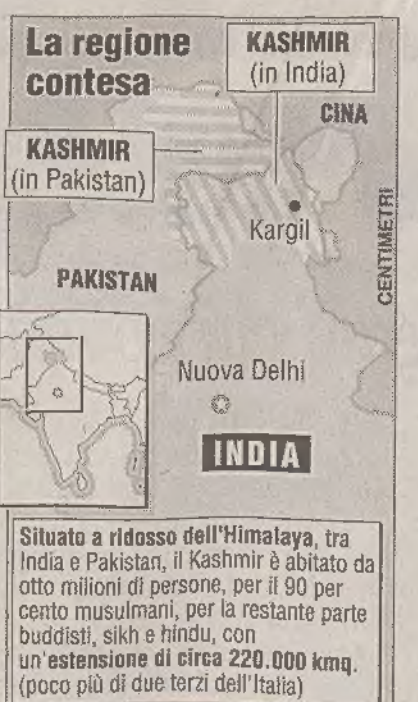 La regione
contesa
KASHMIR
(in India)
CINA
KASHMIR
(in Pakistan)
Kargil
CENTIMETRI
PAKISTAN
Nuova Delhi
INDIA
Situato a ridosso dell'Himalaya, tra
India e Pakistan, il Kashmir è abitato da
otto milioni di persone, per il 90 per
cento musulmani, per la restante parte
buddisti, sikh e hindu, con
un'estensione di circa 220.000 kmq.
(poco più di due terzi dell'Italia)